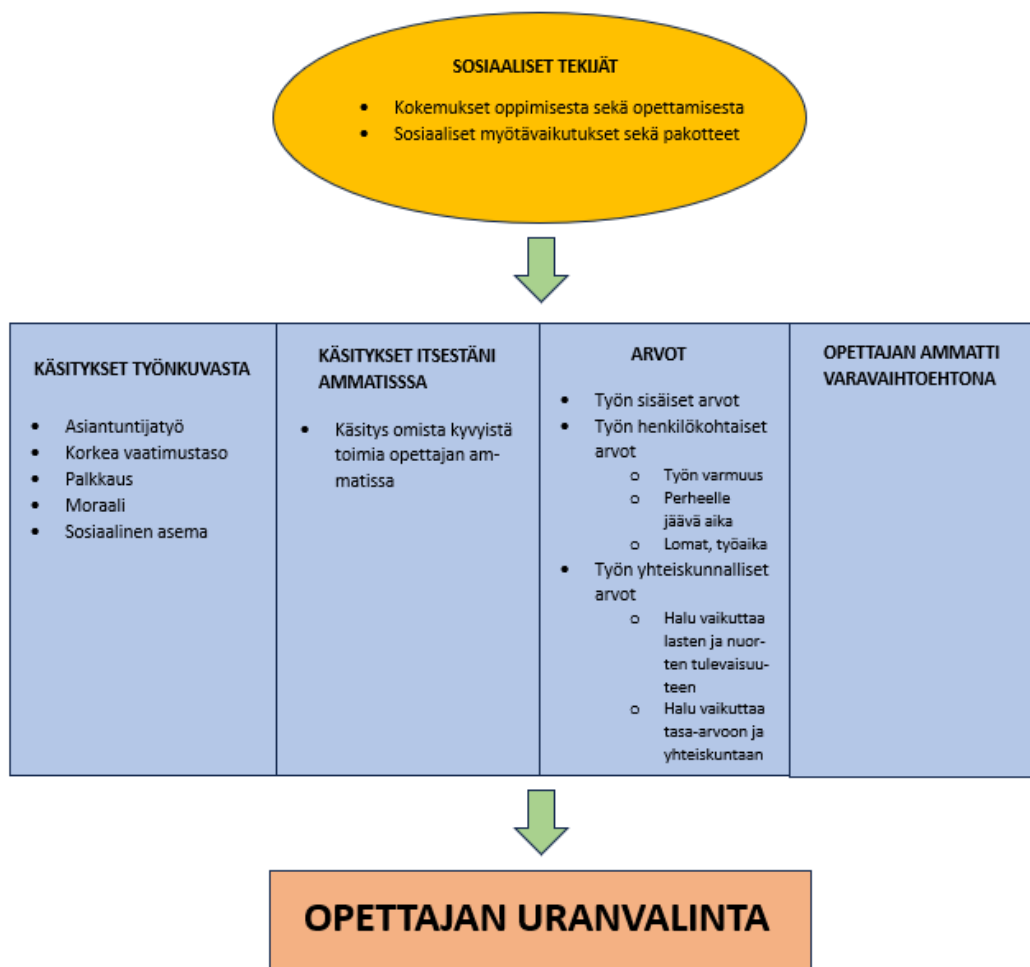 SOSIAALISET TEKIJÄT
• Kokemukset oppimisesta sekä opettamisesta
• Sosiaaliset myötävaikutukset sekä pakotteet
KÄSITYKSET TYÖNKUVASTA
• Asiantuntijatyö
• Korkea vaatimustaso
• Palkkaus
• Moraali
• Sosiaalinen asema
KÄSITYKSET ITSESTÄNI
AMMATISSSA
• Käsitys omista kyvyistä
toimia opettajan am-
matissa
ARVOT
• Työn sisäiset arvot
• Työn henkilökohtaiset
arvot
o Työn varmuus
o Perheelle
jäävä aika
o Lomat, työaika
• Työn yhteiskunnalliset
arvot
o Halu vaikuttaa
lasten ja nuor-
ten tulevaisuu-
teen
o Halu vaikuttaa
tasa-arvoon ja
yhteiskuntaan
OPETTAJAN AMMATTI
VARAVAIHTOEHTONA
OPETTAJAN URANVALINTA